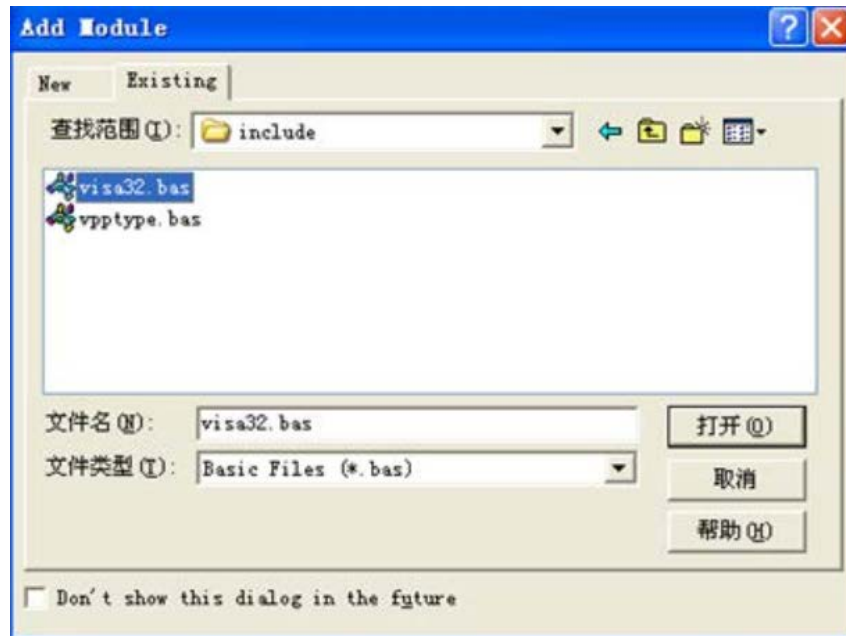 Add Module
New Existing
查找范围(I): include
visa32.bas
vpptype.bas
文件名(N): visa32.bas 打开(O)
文件类型(T): Basic Files (*.bas) 取消
帮助(H)
Don't show this dialog in the future